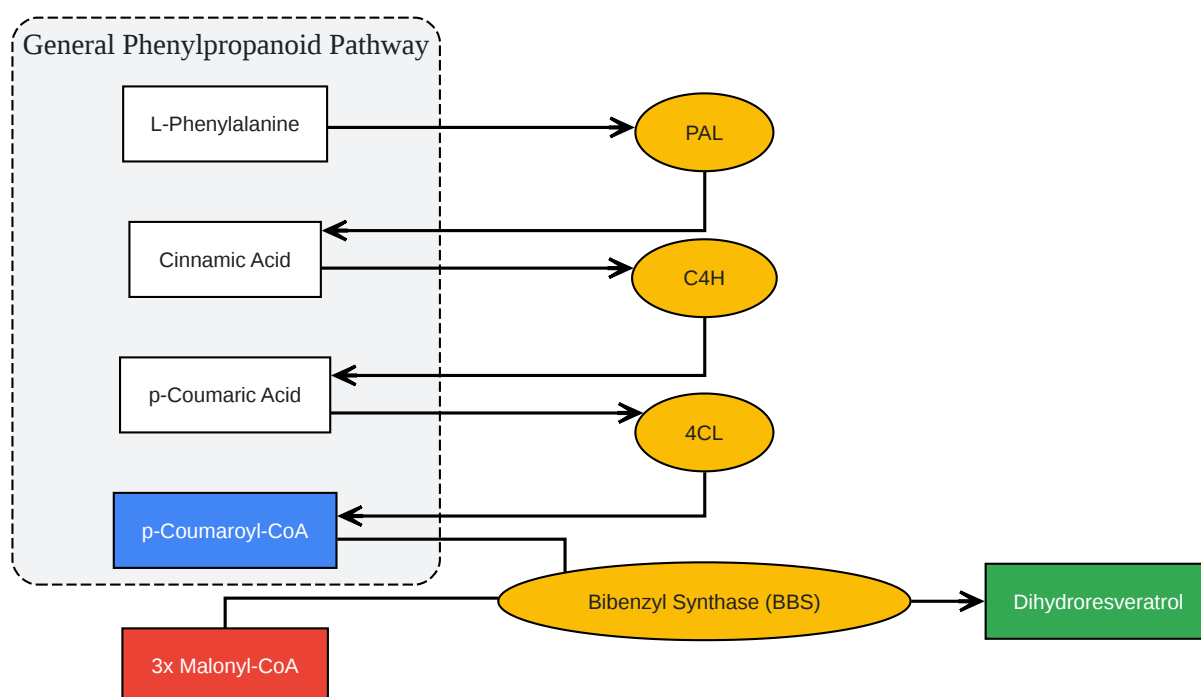 General Phenylpropanoid Pathway
L-Phenylalanine
PAL
Cinnamic Acid
C4H
p-Coumaric Acid
4CL
p-Coumaroyl-CoA
Bibenzyl Synthase (BBS)
Dihydroresveratrol
3x Malonyl-CoA